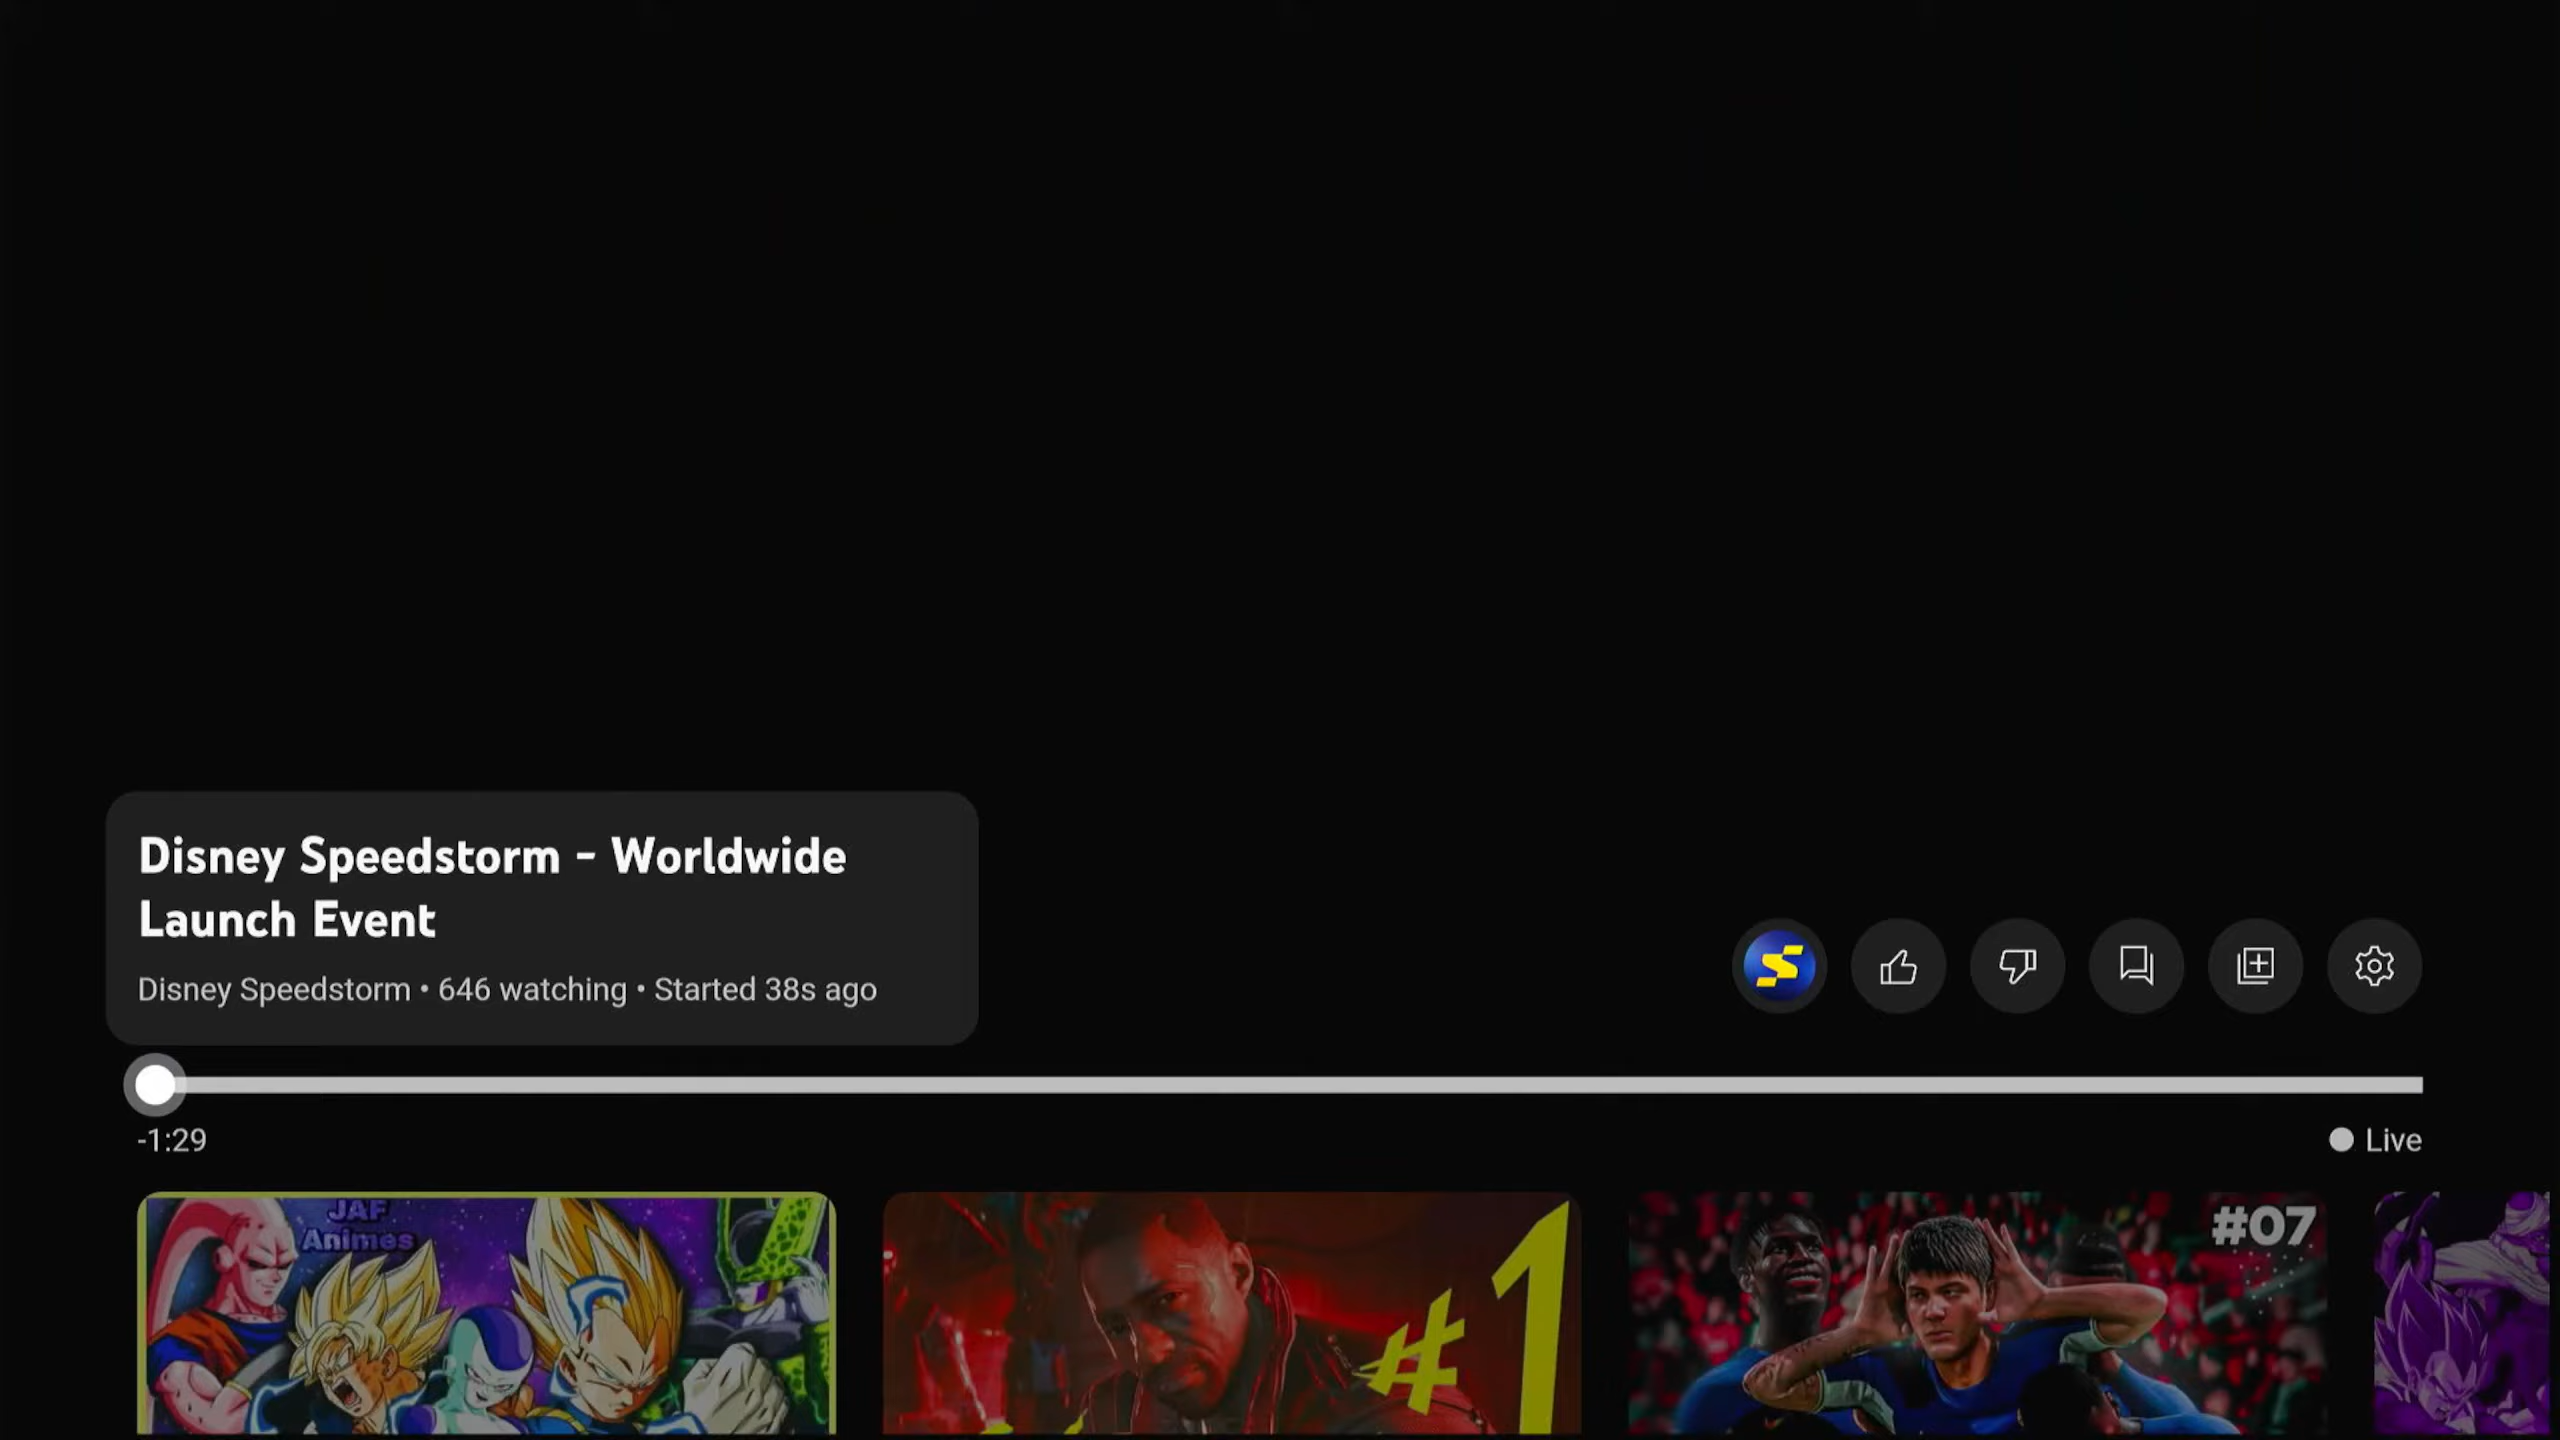 Disney Speedstorm - Worldwide
Launch Event
Disney Speedstorm • 646 watching • Started 38s ago
-1:29
Live
JAF
Animes
#1
#07